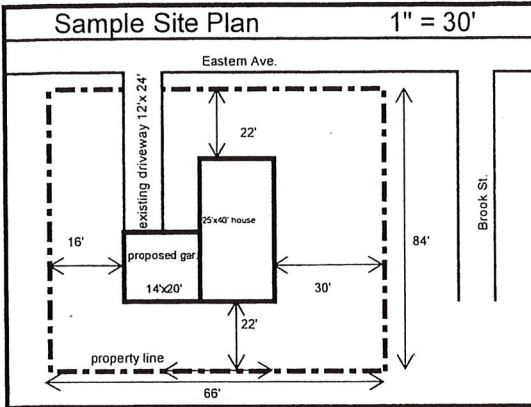 Sample Site Plan 1" = 30'
Eastern Ave.
existing driveway 12'x 24'
22'
25'x40' house
Brook St.
16'
proposed gar.
84'
14'x20'
30'
22'
property line
66'